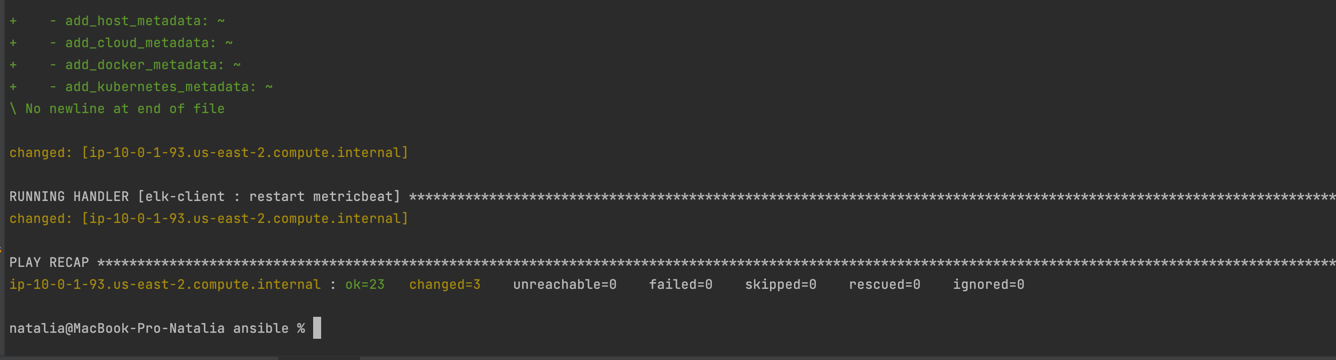 +    - add_host_metadata: ~
+    - add_cloud_metadata: ~
+    - add_docker_metadata: ~
+    - add_kubernetes_metadata: ~
\ No newline at end of file
changed: [ip-10-0-1-93.us-east-2.compute.internal]
RUNNING HANDLER [elk-client : restart metricbeat] ********************************************************************************************************************
changed: [ip-10-0-1-93.us-east-2.compute.internal]
PLAY RECAP ***********************************************************************************************************************************************************
ip-10-0-1-93.us-east-2.compute.internal : ok=23   changed=3    unreachable=0    failed=0    skipped=0    rescued=0    ignored=0
natalia@MacBook-Pro-Natalia ansible %